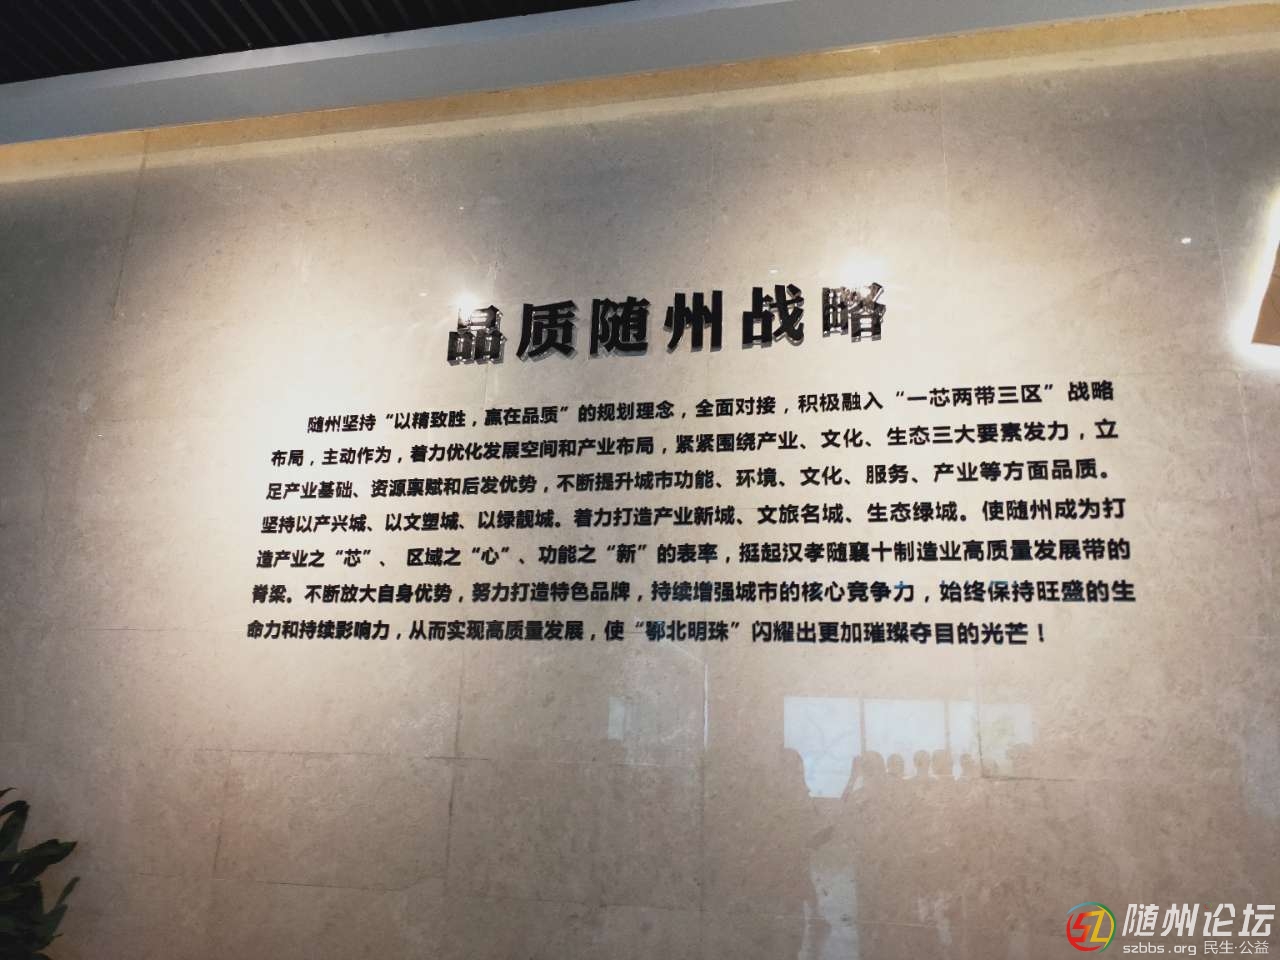 品质随州战略
随州坚持“以精致胜，赢在品质”的规划理念，全面对接，积极融入“一芯两带三区”战略
布局，主动作为，着力优化发展空间和产业布局，紧紧围绕产业、文化、生态三大要素发力，立
足产业基础、资源禀赋和后发优势，不断提升城市功能、环境、文化、服务、产业等方面品质。
坚持以产兴城、以文塑城、以绿靓城。着力打造产业新城、文旅名城、生态绿城。使随州成为打
造产业之“芯”、区域之“心”、功能之“新”的表率，挺起汉孝随襄十制造业高质量发展带的
脊梁。不断放大自身优势，努力打造特色品牌，持续增强城市的核心竞争力，始终保持旺盛的生
命力和持续影响力，从而实现高质量发展，使“鄂北明珠”闪耀出更加璀璨夺目的光芒！
随州论坛
szbbs.org 民生·公益